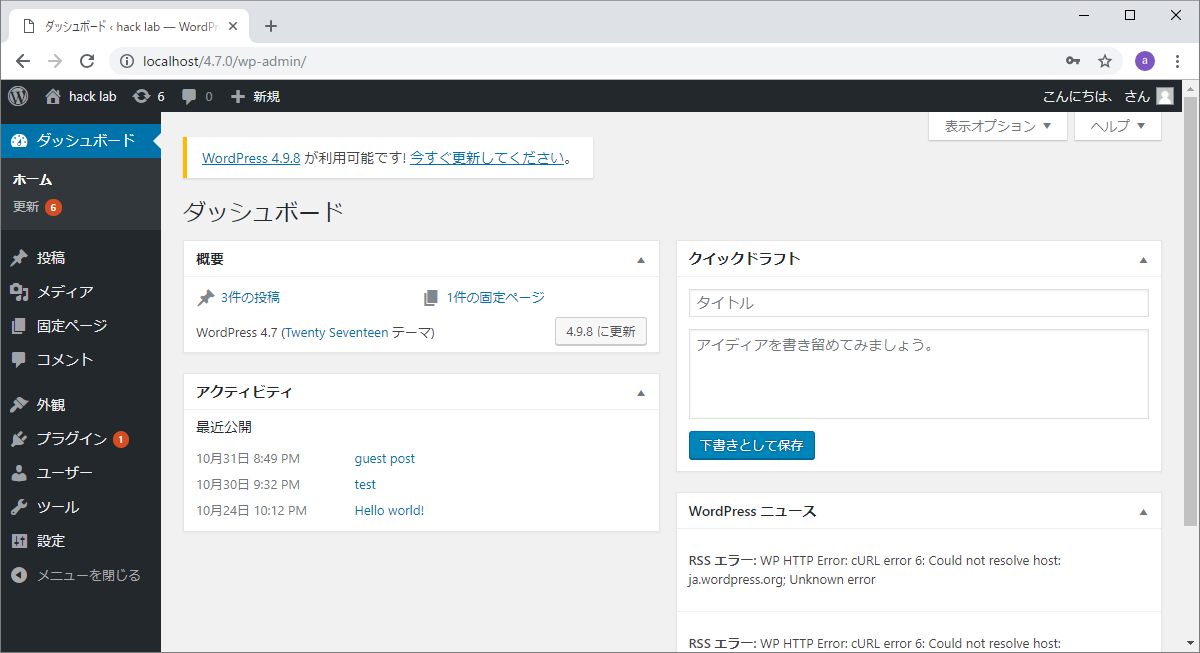 ダッシュボード ‹ hack lab — WordPr
localhost/4.7.0/wp-admin/
a
hack lab 6 0 新規 こんにちは、 さん
ダッシュボード
ホーム
更新 6
投稿
メディア
固定ページ
コメント
外観
プラグイン 1
ユーザー
ツール
設定
メニューを閉じる
表示オプション ▼ ヘルプ ▼
WordPress 4.9.8 が利用可能です! 今すぐ更新してください。
ダッシュボード
概要
3件の投稿 1件の固定ページ
WordPress 4.7 (Twenty Seventeen テーマ) 4.9.8 に更新
アクティビティ
最近公開
10月31日 8:49 PM guest post
10月30日 9:32 PM test
10月24日 10:12 PM Hello world!
クイックドラフト
タイトル
アイディアを書き留めてみましょう。
下書きとして保存
WordPress ニュース
RSS エラー: WP HTTP Error: cURL error 6: Could not resolve host:
ja.wordpress.org; Unknown error
RSS エラー: WP HTTP Error: cURL error 6: Could not resolve host: